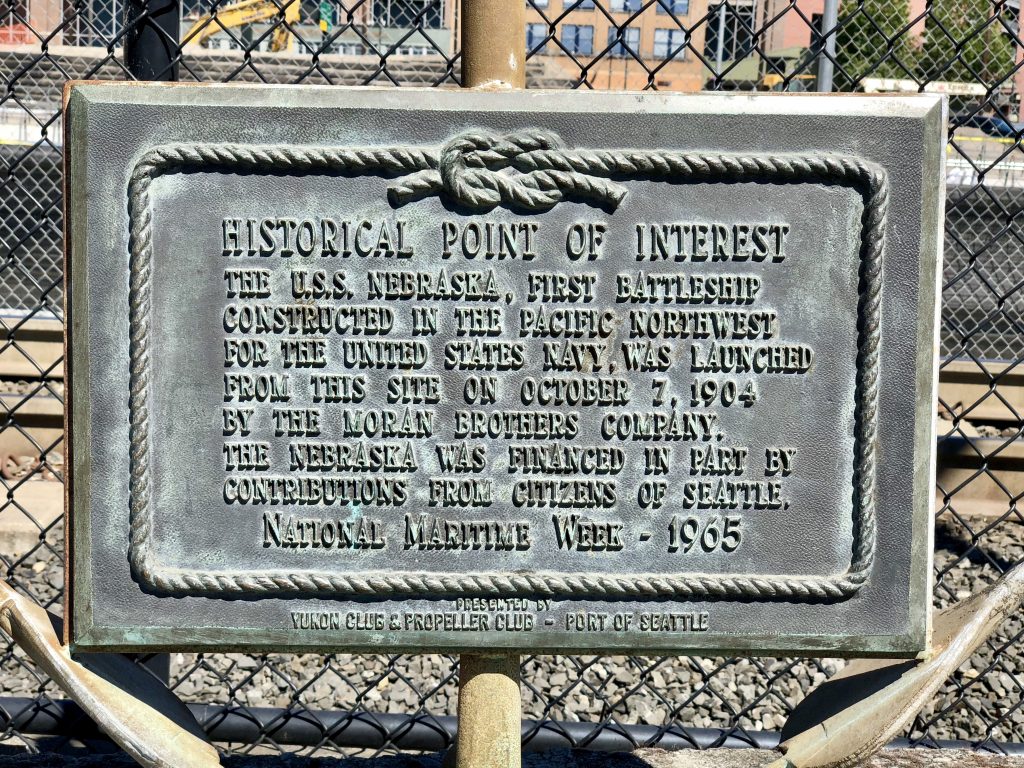 HISTORICAL POINT OF INTEREST
THE U.S.S. NEBRASKA, FIRST BATTLESHIP
CONSTRUCTED IN THE PACIFIC NORTHWEST
FOR THE UNITED STATES NAVY, WAS LAUNCHED
FROM THIS SITE ON OCTOBER 7, 1904
BY THE MORAN BROTHERS COMPANY.
THE NEBRASKA WAS FINANCED IN PART BY
CONTRIBUTIONS FROM CITIZENS OF SEATTLE.
NATIONAL MARITIME WEEK - 1965
PRESENTED BY
YUKON CLUB & PROPELLER CLUB - PORT OF SEATTLE